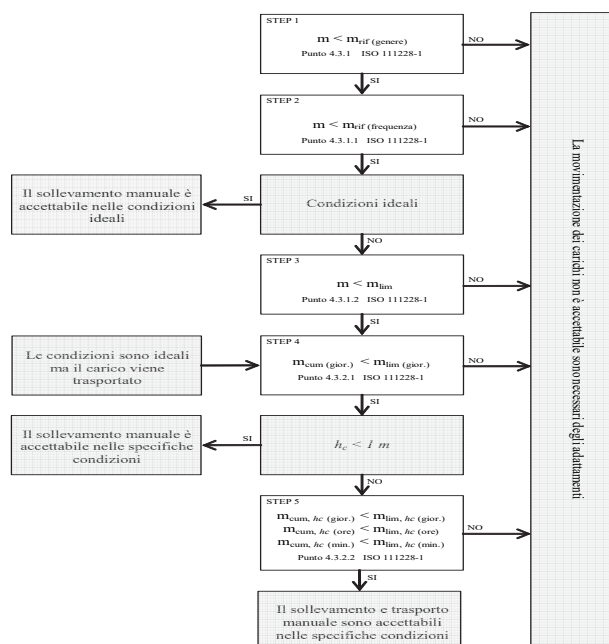 STEP 1
m < mrif (genere)
Punto 4.3.1 ISO 111228-1
NO
SI
STEP 2
m < mrif (frequenza)
Punto 4.3.1.1 ISO 111228-1
NO
SI
Il sollevamento manuale è
accettabile nelle condizioni
ideali
SI
Condizioni ideali
NO
STEP 3
m < mlim
Punto 4.3.1.2 ISO 111228-1
NO
SI
Le condizioni sono ideali
ma il carico viene
trasportato
STEP 4
mcum (gior.) < mlim (gior.)
Punto 4.3.2.1 ISO 111228-1
NO
SI
Il sollevamento manuale è
accettabile nelle specifiche
condizioni
SI
hc < 1 m
NO
STEP 5
mcum, hc (gior.) < mlim, hc (gior.)
mcum, hc (ore) < mlim, hc (ore)
mcum, hc (min.) < mlim, hc (min.)
Punto 4.3.2.2 ISO 111228-1
NO
SI
Il sollevamento e trasporto
manuale sono accettabili
nelle specifiche condizioni
La movimentazione dei carichi non è accettabile sono necessari degli adattamenti